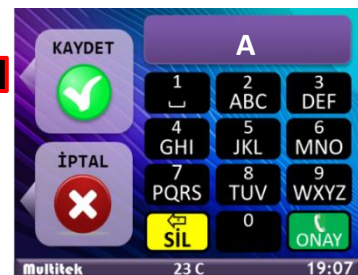 KAYDET
A
1
2
ABC
3
DEF
4
GHI
5
JKL
6
MNO
İPTAL
7
PQRS
8
TUV
9
WXYZ
SİL
0
ONAY
Multitek 23 C 19:07